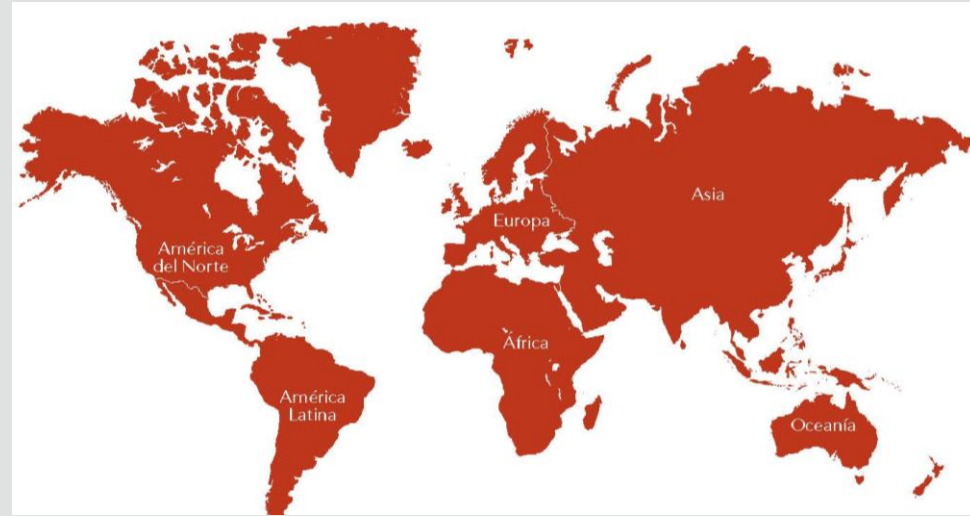 América
del Norte
Europa
Asia
África
América
Latina
Oceanía